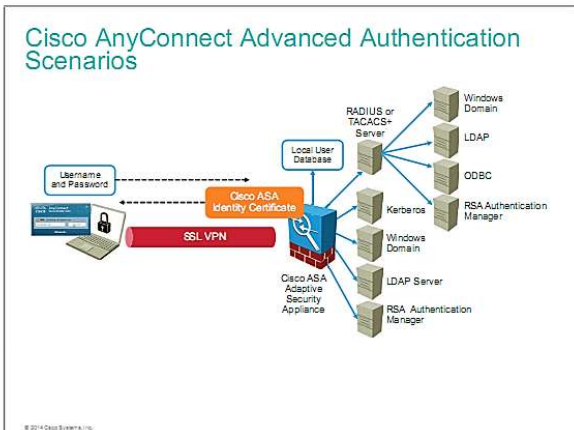 Cisco AnyConnect Advanced Authentication
Scenarios
Windows
Domain
RADIUS or
TACACS+
Server
LDAP
Local User
Database
Username
and Password
ODBC
Cisco ASA
Identity Certificate
Kerberos
RSA Authentication
Manager
SSL VPN
Windows
Domain
Cisco ASA
Adaptive
Security
Appliance
LDAP Server
RSA Authentication
Manager
© 2014 Cisco Systems, Inc.